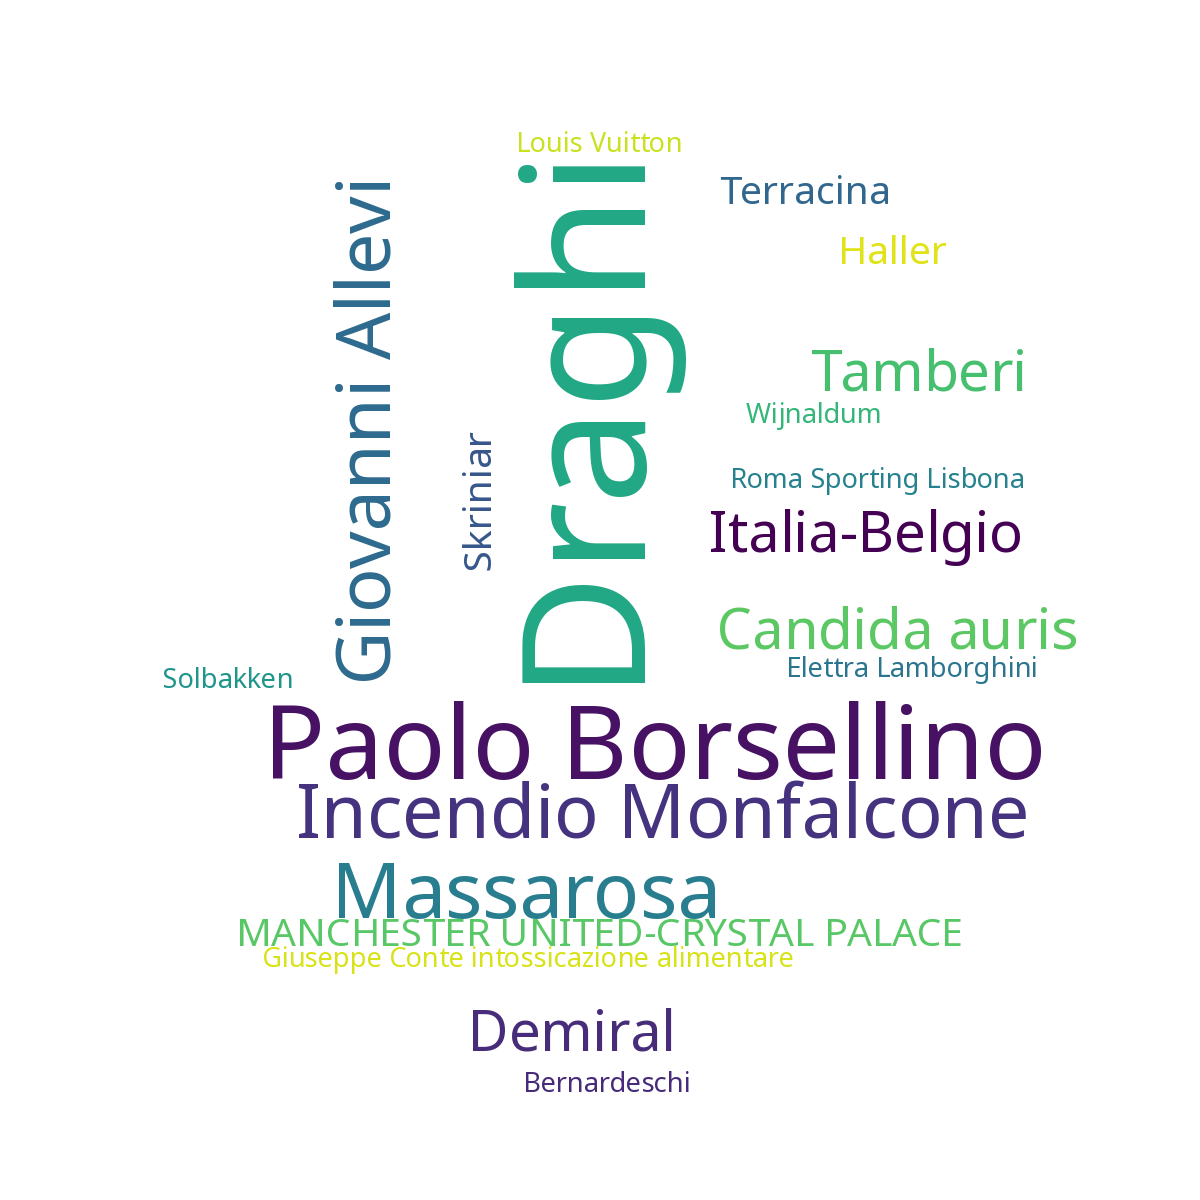 Louis Vuitton
Terracina
Giovanni Allevi
Draghi
Haller
Tamberi
Wijnaldum
Skriniar
Roma Sporting Lisbona
Italia-Belgio
Candida auris
Elettra Lamborghini
Solbakken
Paolo Borsellino
Incendio Monfalcone
Massarosa
MANCHESTER UNITED-CRYSTAL PALACE
Giuseppe Conte intossicazione alimentare
Demiral
Bernardeschi